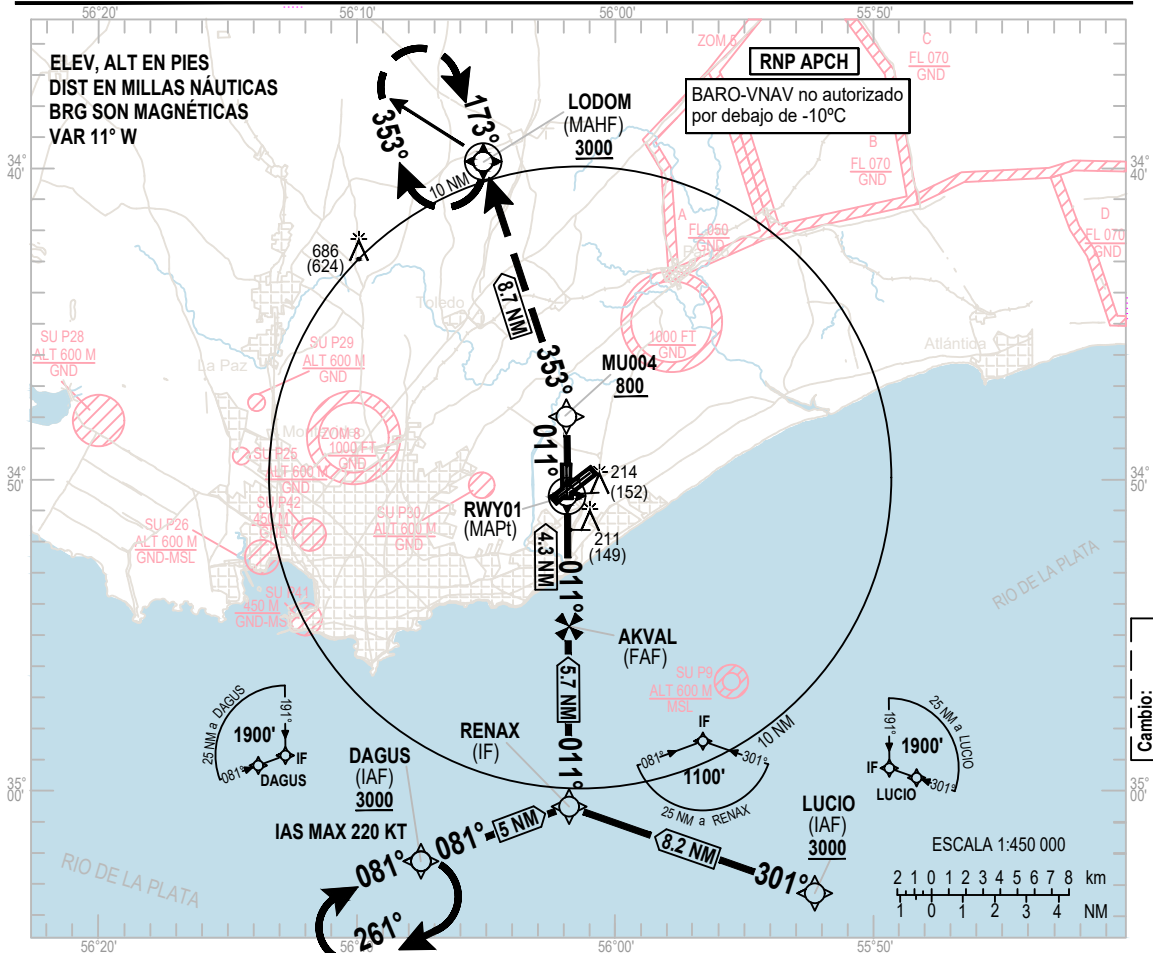 56°20'
56°10'
56°00'
55°50'
ELEV, ALT EN PIES
DIST EN MILLAS NÁUTICAS
BRG SON MAGNÉTICAS
VAR 11° W
RNP APCH
BARO-VNAV no autorizado
por debajo de -10ºC
ZOM 5
C
FL 070
GND
B
FL 070
GND
A
FL 050
GND
D
FL 070
GND
34°
40'
34°
40'
LODOM
(MAHF)
3000
173°
353°
10 NM
686
(624)
8.7 NM
353°
Toledo
1000 FT
GND
Atlántida
SU P28
ALT 600 M
GND
SU P29
ALT 600 M
GND
La Paz
MU004
800
011°
ZOM 8
1000 FT
GND
SU P25
ALT 600 M
GND
SU P42
450 M
GND
SU P26
ALT 600 M
GND-MSL
SU P30
ALT 600 M
GND
SU P41
450 M
GND-MS
34°
50'
34°
50'
RWY01
(MAPt)
214
(152)
211
(149)
4.3 NM
011°
RIO DE LA PLATA
AKVAL
(FAF)
SU P9
ALT 600 M
MSL
5.7 NM
011°
10 NM
Cambio:
25 NM a DAGUS
191°
1900'
IF
081°
DAGUS
RENAX
(IF)
IF
081°
301°
1100'
25 NM a RENAX
25 NM a LUCIO
191°
1900'
IF
301°
LUCIO
35°
00'
35°
00'
DAGUS
(IAF)
3000
IAS MAX 220 KT
081°
081°
5 NM
261°
8.2 NM
301°
LUCIO
(IAF)
3000
RIO DE LA PLATA
ESCALA 1:450 000
2 1 0 1 2 3 4 5 6 7 8 km
1 0 1 2 3 4 NM
56°20'
56°00'
55°50'